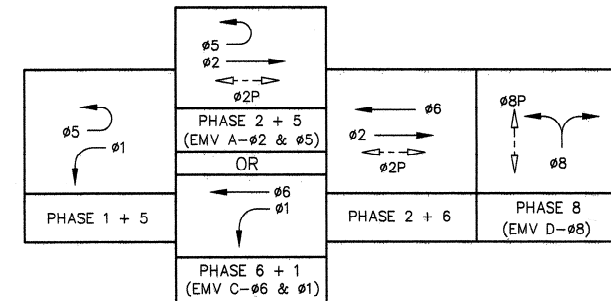 ø5
ø1
PHASE 1 + 5
ø5
ø2
ø2P
PHASE 2 + 5
(EMV A-ø2 & ø5)
OR
ø6
ø1
PHASE 6 + 1
(EMV C-ø6 & ø1)
ø6
ø2
ø2P
PHASE 2 + 6
ø8P
ø8
PHASE 8
(EMV D-ø8)